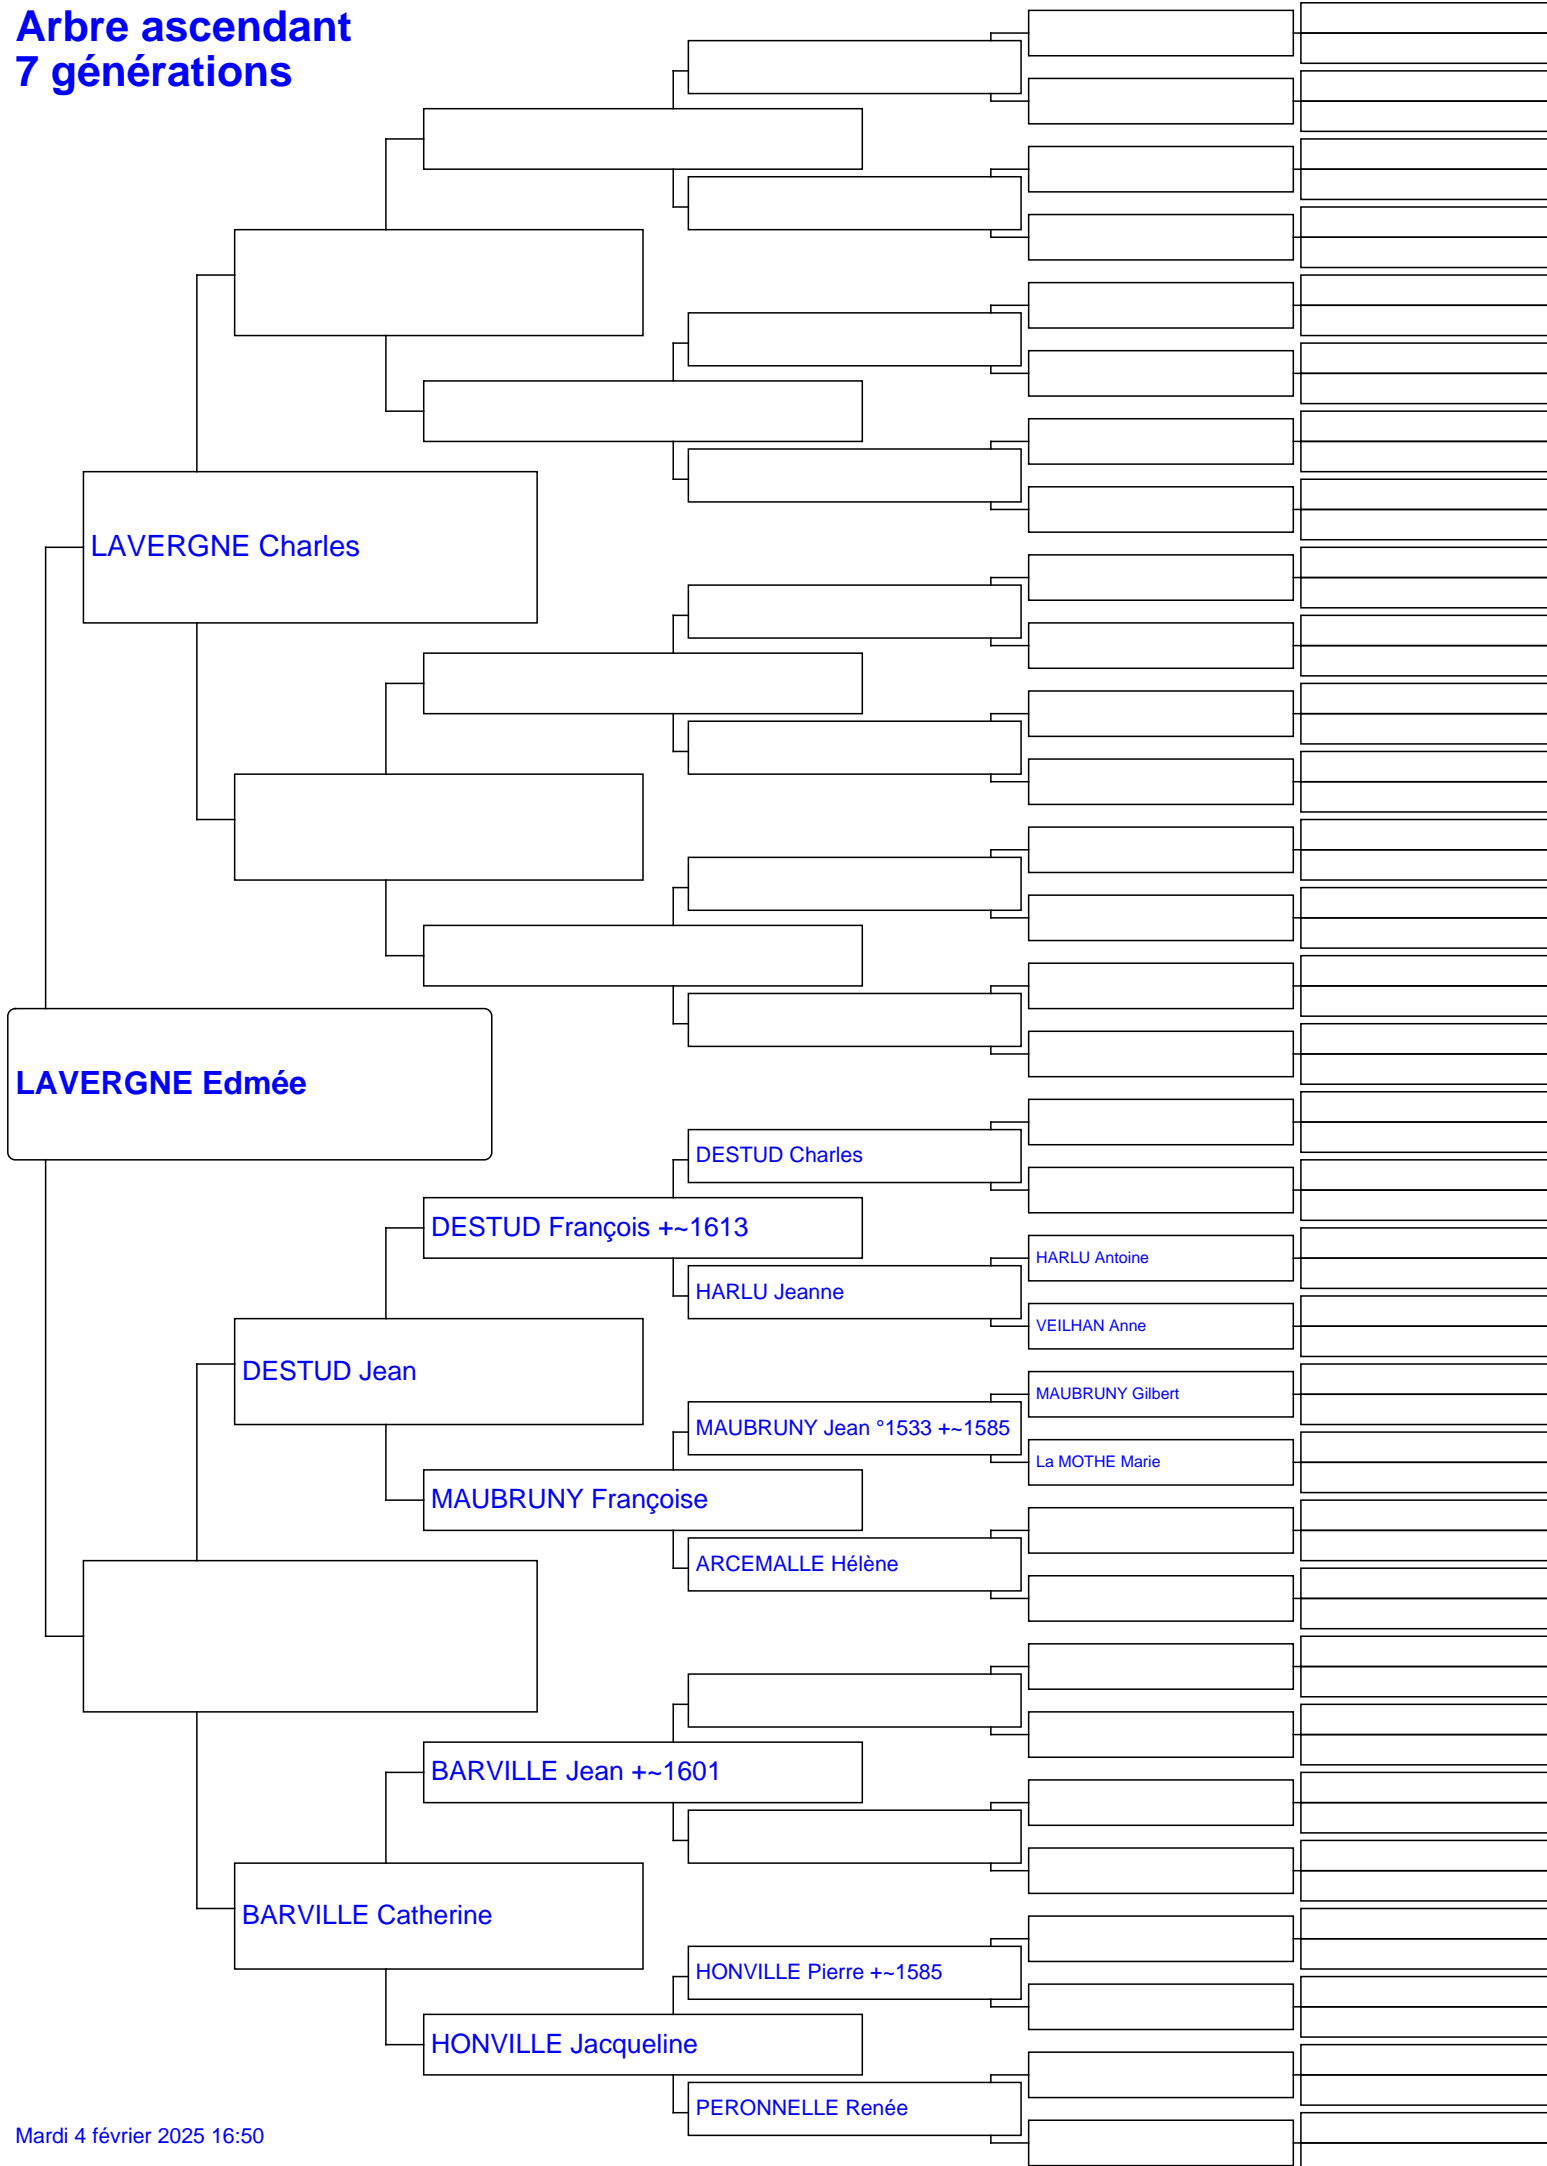 Arbre ascendant
7 générations
LAVERGNE Charles
LAVERGNE Edmée
DESTUD Charles
DESTUD François +~1613
HARLU Antoine
HARLU Jeanne
VEILHAN Anne
DESTUD Jean
MAUBRUNY Gilbert
MAUBRUNY Jean °1533 +~1585
La MOTHE Marie
MAUBRUNY Françoise
ARCEMALLE Hélène
BARVILLE Jean +~1601
BARVILLE Catherine
HONVILLE Pierre +~1585
HONVILLE Jacqueline
PERONNELLE Renée
Mardi 4 février 2025 16:50